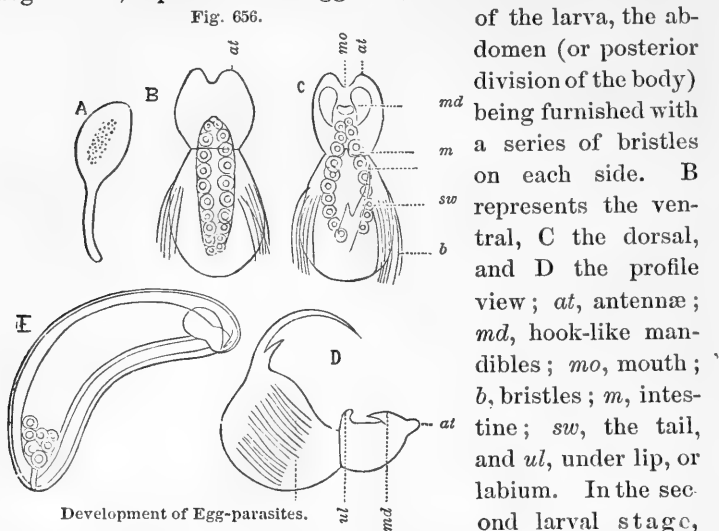 Fig. 656.
at
mo
at
A
B
C
md
m
sw
b
E
D
at
ul
md
Development of Egg-parasites.
of the larva, the ab-
domen (or posterior
division of the body)
being furnished with
a series of bristles
on each side. B
represents the ven-
tral, C the dorsal,
and D the profile
view; at, antennæ;
md, hook-like man-
dibles; mo, mouth;
b, bristles; m, intes-
tine; sw, the tail,
and ul, under lip, or
labium. In the sec-
ond larval stage,